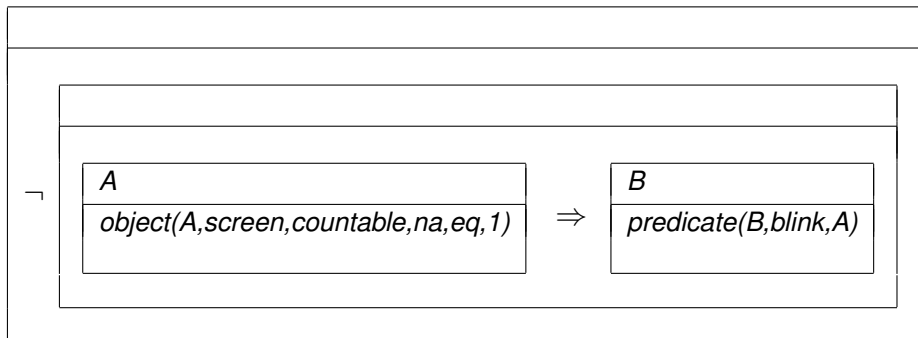 A
object(A,screen,countable,na,eq,1)
¬
⇒
B
predicate(B,blink,A)